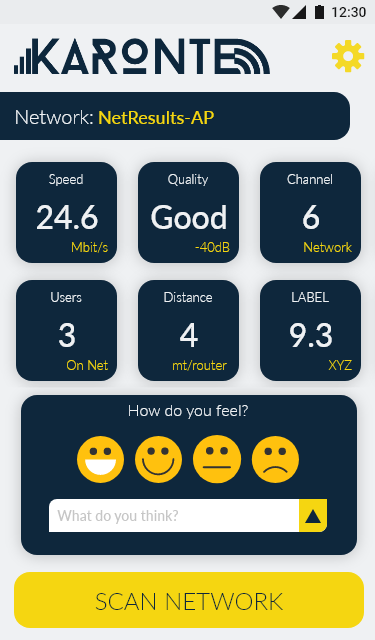 12:30
KARONTE
Network: NetResults-AP
Speed
24.6
Mbit/s
Quality
Good
-40dB
Channel
6
Network
Users
3
On Net
Distance
4
mt/router
LABEL
9.3
XYZ
How do you feel?
What do you think?
SCAN NETWORK